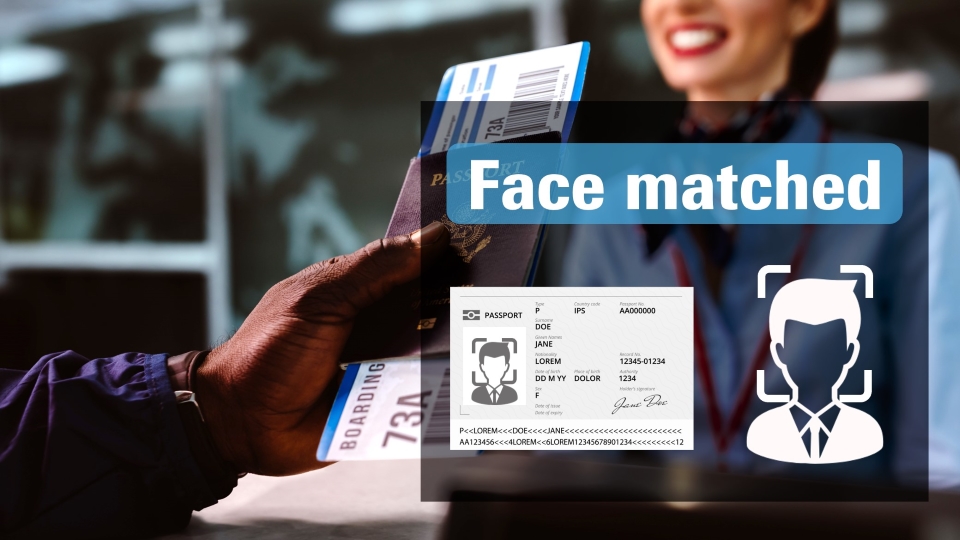 73A
PASSPORT
Face matched
PASSPORT
Type Country code Passport No.
P IPS AA000000
Surname
DOE
Given Names
JANE
Nationality Record No.
LOREM 12345-01234
Date of birth Place of birth Authority
DD M YY DOLOR 1234
Sex Holder's signature
F Jane Doe
Date of issue
Date of expiry
P<<LOREM<<<DOE<<<<JANE<<<<<<<<<<<<<<<<<<<<<<<<<
AA123456<<<4LOREM<<6LOREM12345678901234<<<<<<<<<12
BOARDING
73A